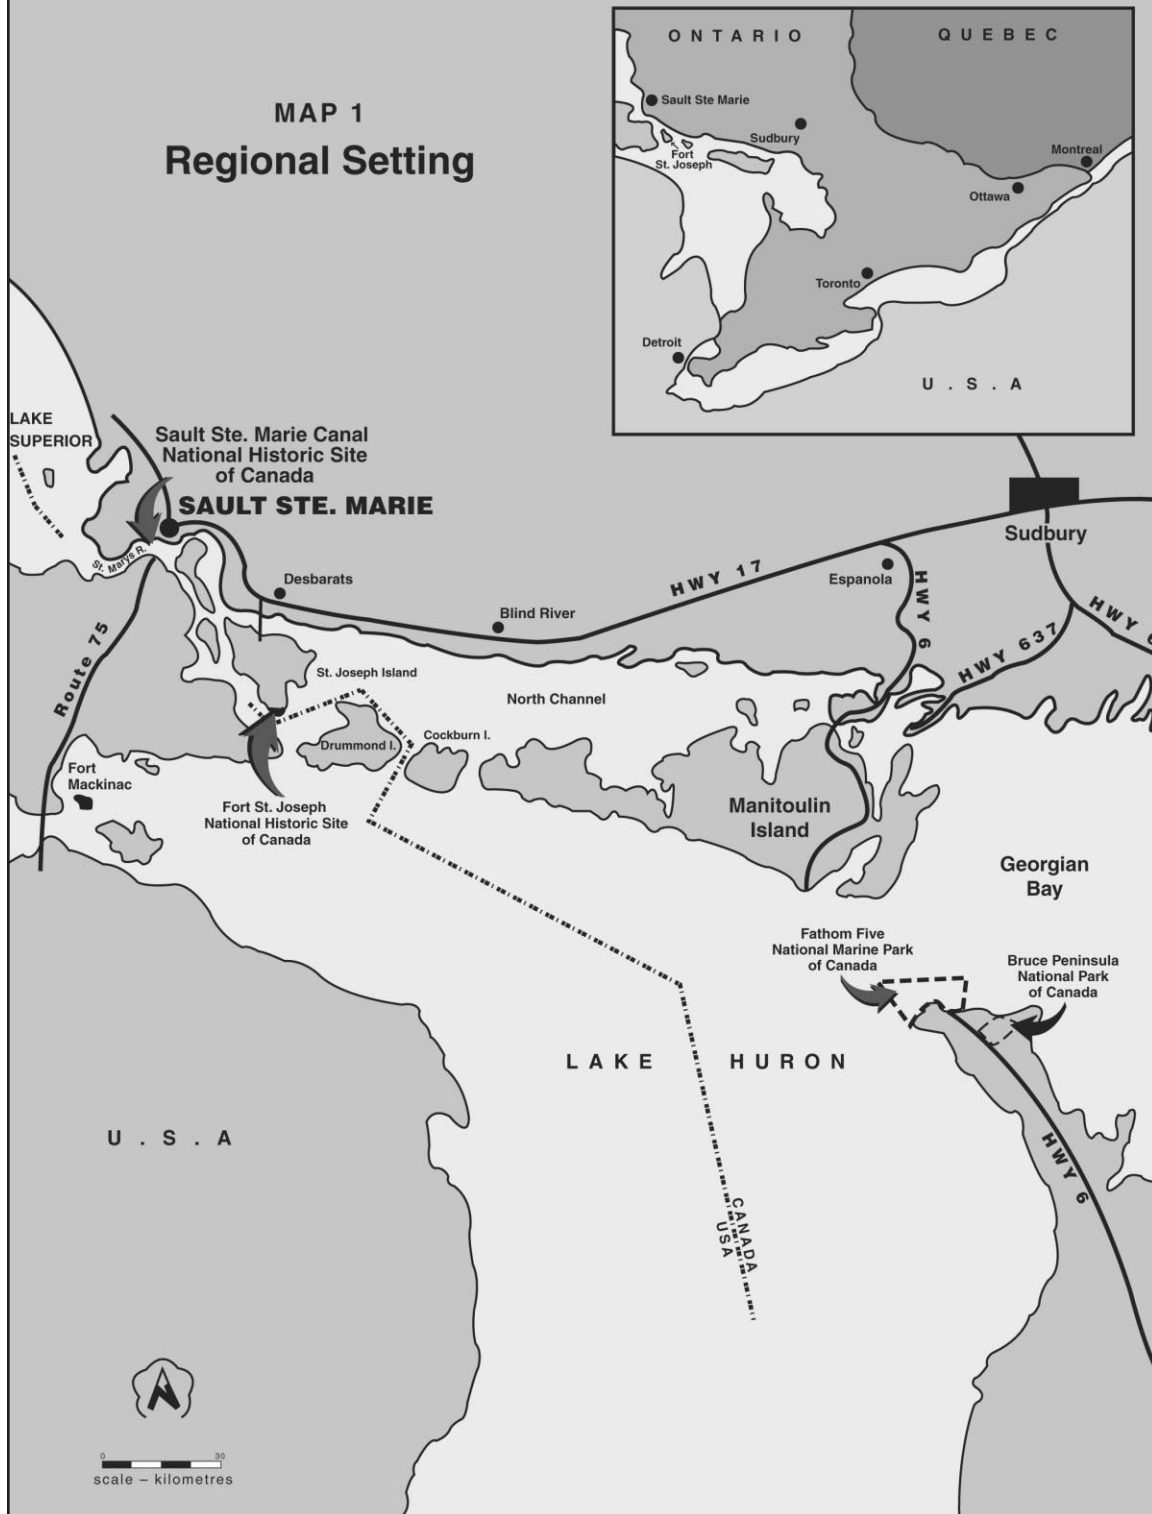 MAP 1
Regional Setting
ONTARIO
QUEBEC
Sault Ste Marie
Sudbury
Fort
St. Joseph
Montreal
Ottawa
Toronto
Detroit
U.S.A
LAKE
SUPERIOR
Sault Ste. Marie Canal
National Historic Site
of Canada
SAULT STE. MARIE
St. Marys R.
Desbarats
Blind River
HWY 17
Espanola
Sudbury
HWY 6
HWY 637
HWY 6
Route 75
St. Joseph Island
North Channel
Drummond I.
Cockburn I.
Fort
Mackinac
Fort St. Joseph
National Historic Site
of Canada
Manitoulin
Island
Georgian
Bay
Fathom Five
National Marine Park
of Canada
Bruce Peninsula
National Park
of Canada
LAKE HURON
U.S.A
HWY 6
CANADA
USA
0 30
scale – kilometres